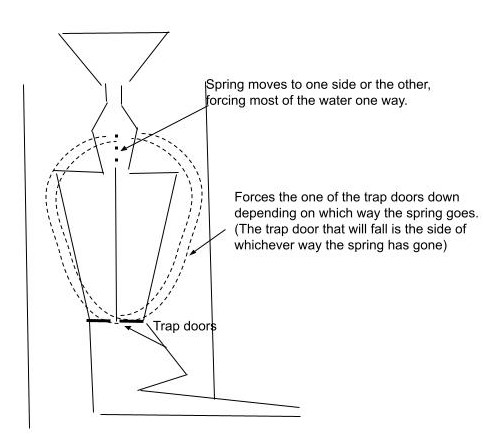 Spring moves to one side or the other,
forcing most of the water one way.
Forces the one of the trap doors down
depending on which way the spring goes.
(The trap door that will fall is the side of
whichever way the spring has gone)
Trap doors